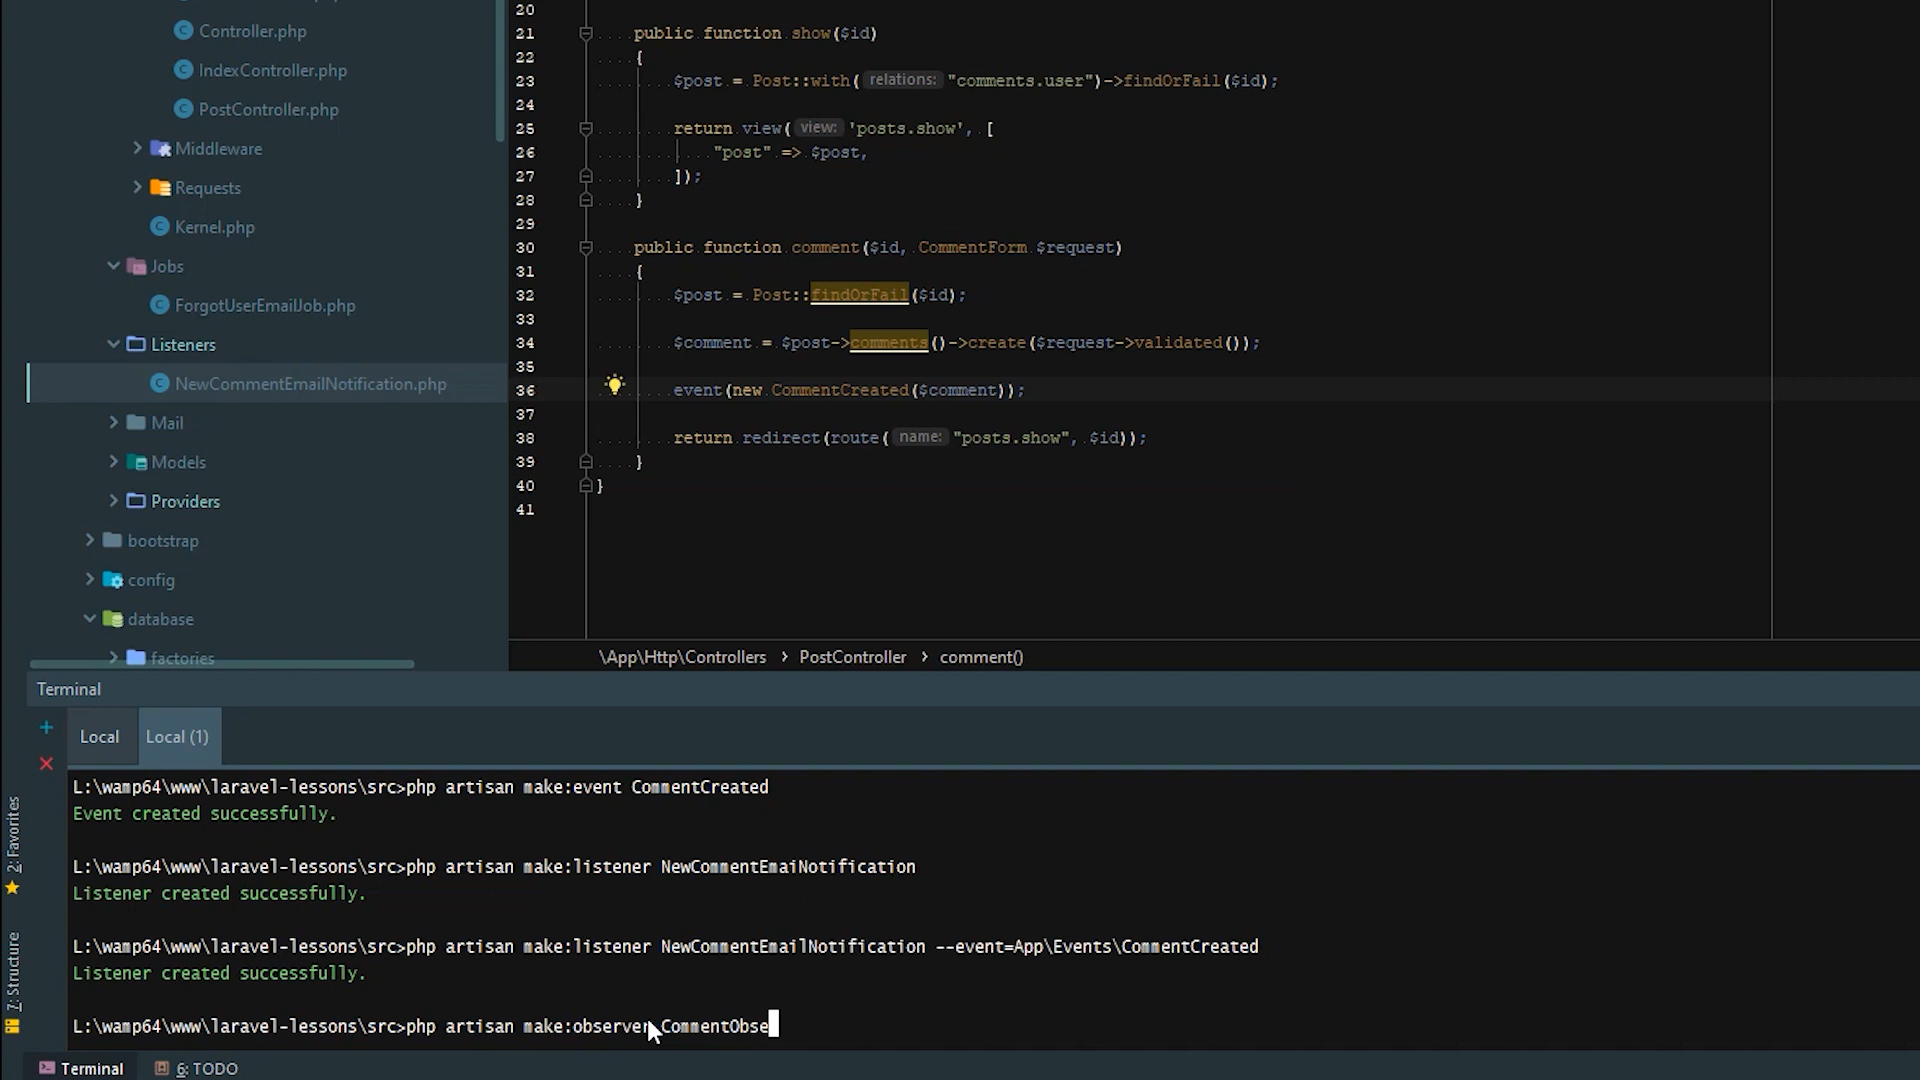 Controller.php
IndexController.php
PostController.php
Middleware
Requests
Kernel.php
Jobs
ForgotUserEmailJob.php
Listeners
NewCommentEmailNotification.php
Mail
Models
Providers
bootstrap
config
database
factories
20
21 public function show($id)
22 {
23 $post = Post::with( relations: "comments.user")->findOrFail($id);
24
25 return view( view: 'posts.show', [
26 "post" => $post,
27 ]);
28 }
29
30 public function comment($id, CommentForm $request)
31 {
32 $post = Post::findOrFail($id);
33
34 $comment = $post->comments()->create($request->validated());
35
36 event(new CommentCreated($comment));
37
38 return redirect(route( name: "posts.show", $id));
39 }
40 }
41
\App\Http\Controllers › PostController › comment()
Terminal
Local Local (1)
L:\wamp64\www\laravel-lessons\src>php artisan make:event CommentCreated
Event created successfully.
L:\wamp64\www\laravel-lessons\src>php artisan make:listener NewCommentEmaiNotification
Listener created successfully.
L:\wamp64\www\laravel-lessons\src>php artisan make:listener NewCommentEmailNotification --event=App\Events\CommentCreated
Listener created successfully.
L:\wamp64\www\laravel-lessons\src>php artisan make:observer CommentObse
2: Favorites
7: Structure
Terminal 6: TODO